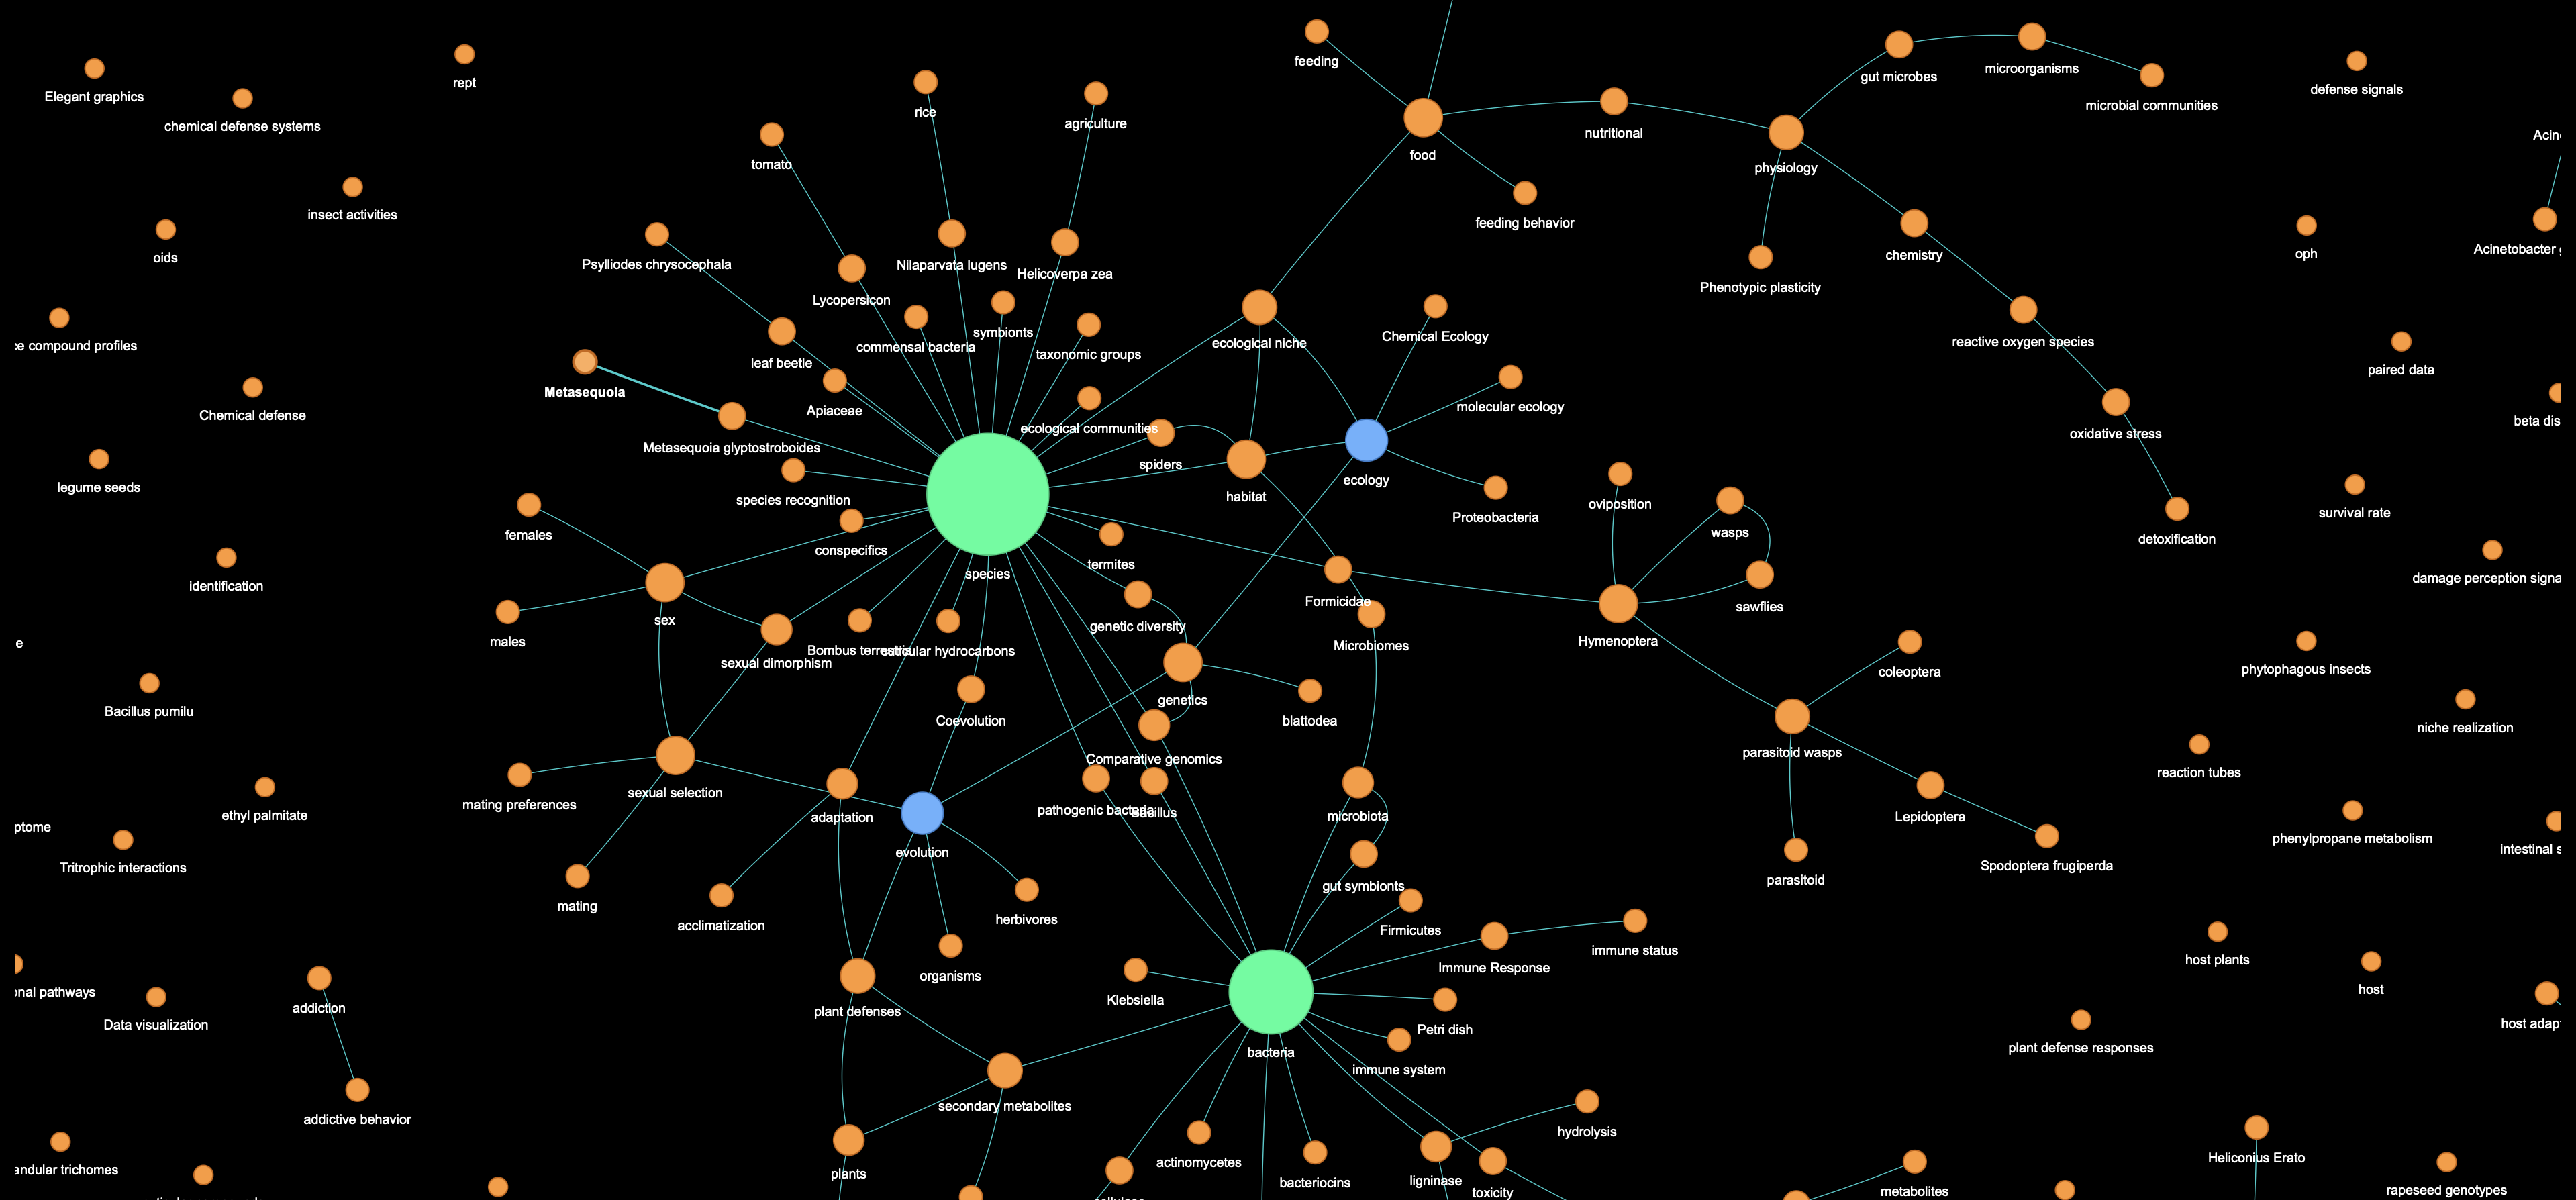 feeding
rept
Elegant graphics
gut microbes
microorganisms
defense signals
microbial communities
rice
agriculture
chemical defense systems
nutritional
food
tomato
physiology
insect activities
feeding behavior
oids
oph
chemistry
Psylliodes chrysocephala
Nilaparvata lugens
Helicoverpa zea
Phenotypic plasticity
Lycopersicon
symbionts
Chemical Ecology
ecological niche
reactive oxygen species
commensal bacteria
taxonomic groups
leaf beetle
paired data
Metasequoia
Apiaceae
molecular ecology
Chemical defense
ecological communities
oxidative stress
Metasequoia glyptostroboides
spiders
ecology
legume seeds
species recognition
habitat
oviposition
survival rate
Proteobacteria
wasps
females
detoxification
conspecifics
termites
species
identification
Formicidae
sawflies
sex
males
genetic diversity
Hymenoptera
Microbiomes
Bombus terrestris
cuticular hydrocarbons
sexual dimorphism
phytophagous insects
coleoptera
genetics
Bacillus pumilu
Coevolution
blattodea
niche realization
parasitoid wasps
Comparative genomics
reaction tubes
sexual selection
mating preferences
pathogenic bacteria
Bacillus
ethyl palmitate
adaptation
microbiota
Lepidoptera
phenylpropane metabolism
evolution
Tritrophic interactions
Spodoptera frugiperda
parasitoid
gut symbionts
mating
herbivores
acclimatization
Firmicutes
immune status
host plants
organisms
Immune Response
host
Klebsiella
addiction
plant defenses
Data visualization
Petri dish
plant defense responses
bacteria
immune system
secondary metabolites
addictive behavior
hydrolysis
Heliconius Erato
actinomycetes
plants
ligninase
bacteriocins
toxicity
metabolites
rapeseed genotypes